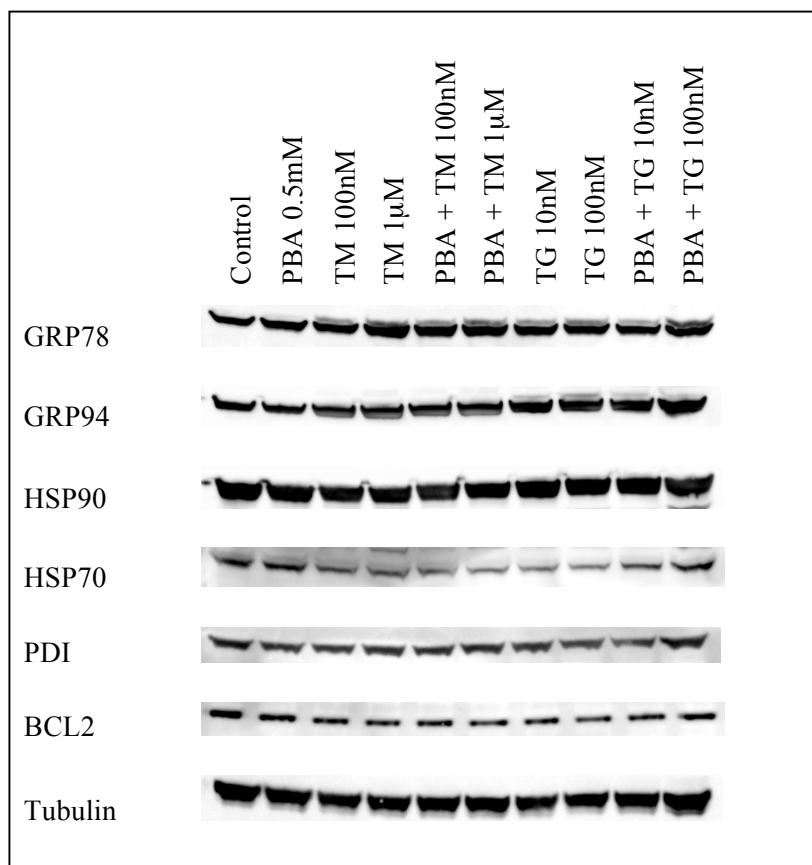 Control
PBA 0.5mM
TM 100nM
TM 1μM
PBA + TM 100nM
PBA + TM 1μM
TG 10nM
TG 100nM
PBA + TG 10nM
PBA + TG 100nM
GRP78
GRP94
HSP90
HSP70
PDI
BCL2
Tubulin